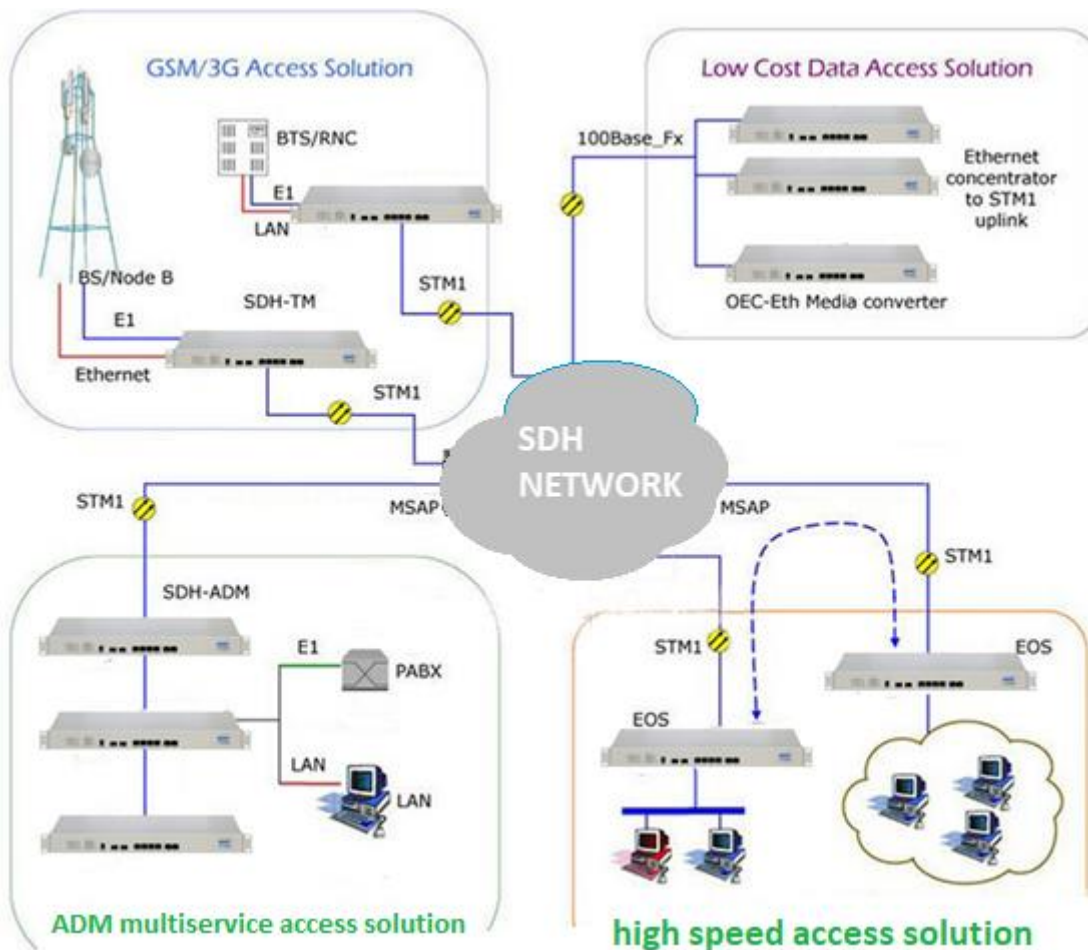 GSM/3G Access Solution
BTS/RNC
E1
LAN
BS/Node B
SDH-TM
E1
Ethernet
STM1
STM1
Low Cost Data Access Solution
100Base_Fx
Ethernet
concentrator
to STM1
uplink
OEC-Eth Media converter
SDH
NETWORK
STM1
MSAP
MSAP
STM1
SDH-ADM
E1
PABX
LAN
LAN
ADM multiservice access solution
STM1
EOS
EOS
high speed access solution